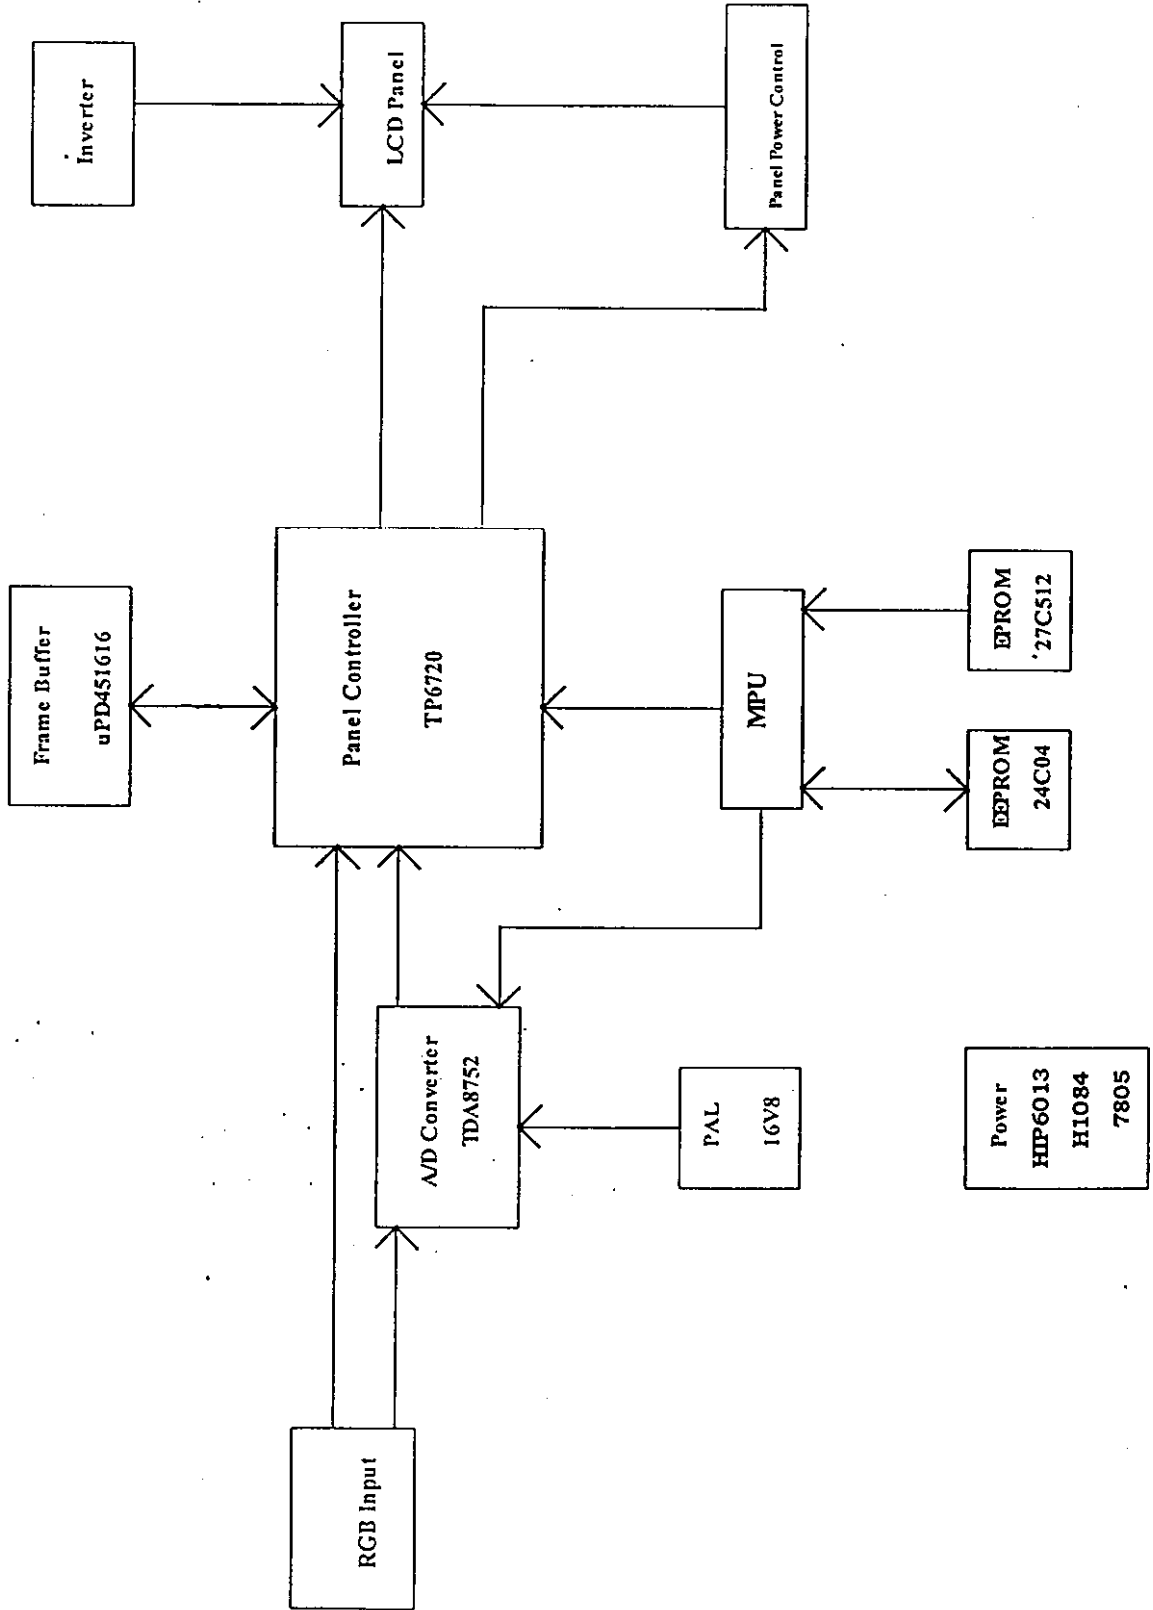 Inverter
LCD Panel
Panel Power Control
Frame Buffer
uPD451616
Panel Controller
TP6720
MPU
EPROM
27C512
EEPROM
24C04
A/D Converter
TDA8752
PAL
16V8
Power
HIP6013
H1084
7805
RGB Input